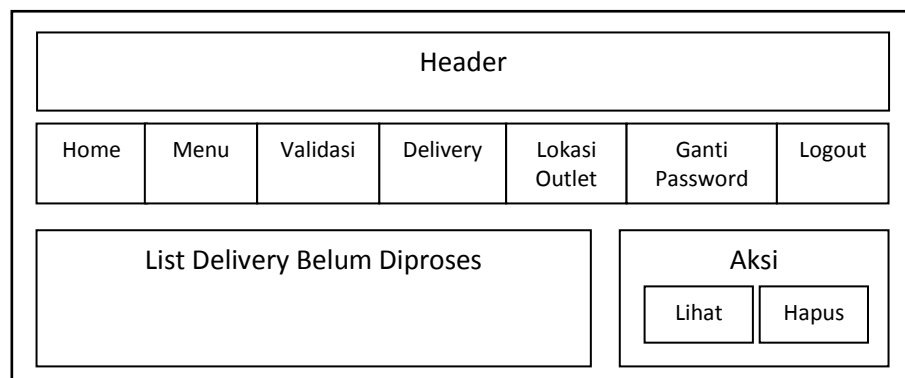 Header
Home
Menu
Validasi
Delivery
Lokasi
Outlet
Ganti
Password
Logout
List Delivery Belum Diproses
Aksi
Lihat
Hapus